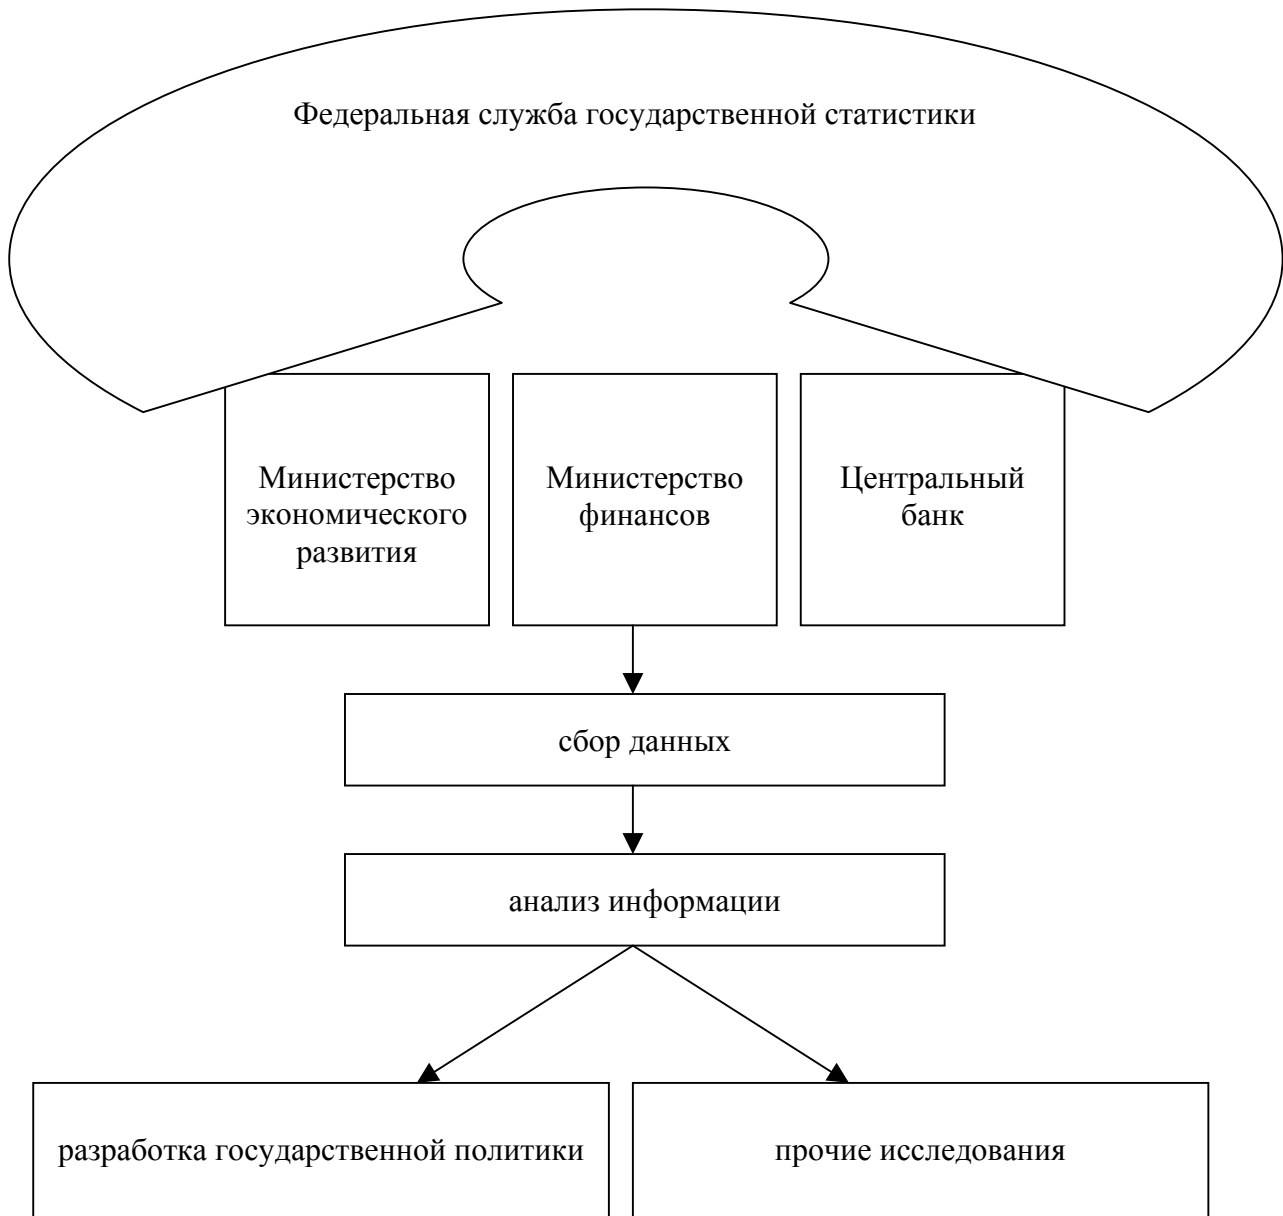 Федеральная служба государственной статистики
Министерство
экономического
развития
Министерство
финансов
Центральный
банк
сбор данных
анализ информации
разработка государственной политики
прочие исследования